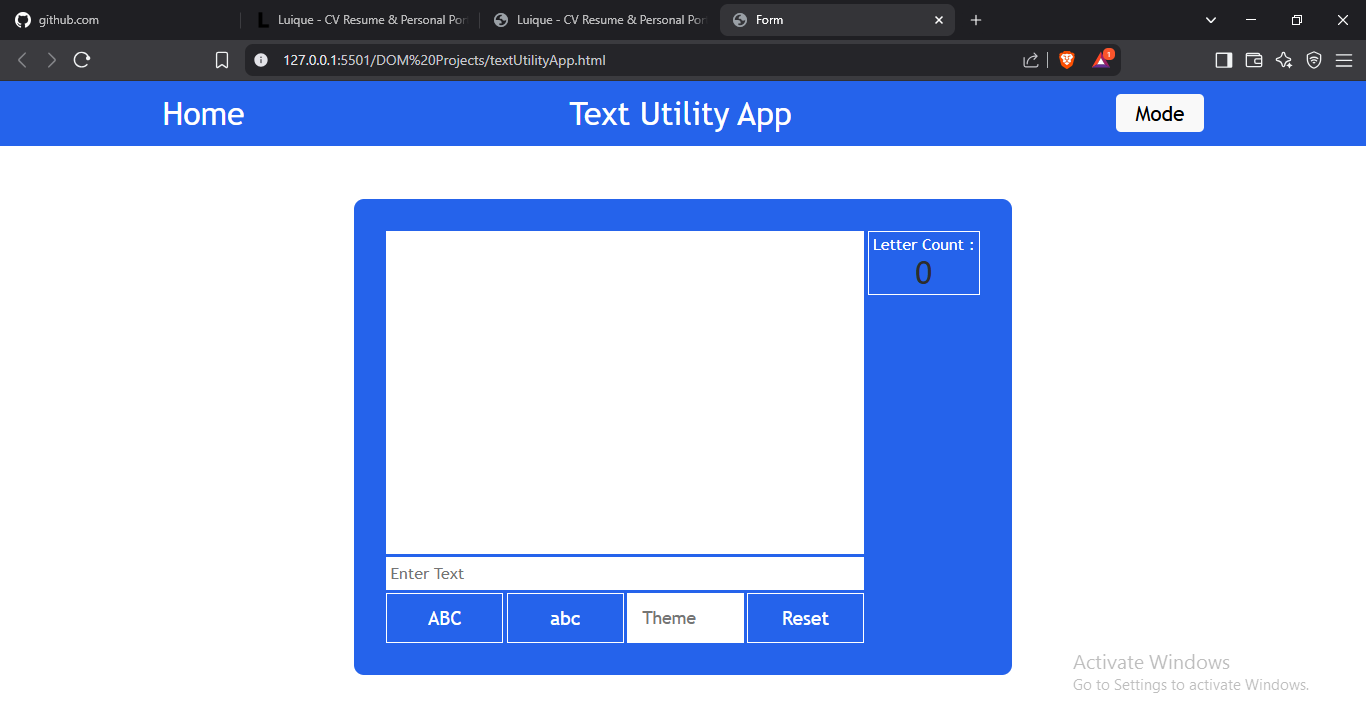 github.com
Luique - CV Resume & Personal Por
Luique - CV Resume & Personal Por
Form
127.0.0.1:5501/DOM%20Projects/textUtilityApp.html
1
Home
Text Utility App
Mode
Letter Count :
0
Enter Text
ABC
abc
Theme
Reset
Activate Windows
Go to Settings to activate Windows.